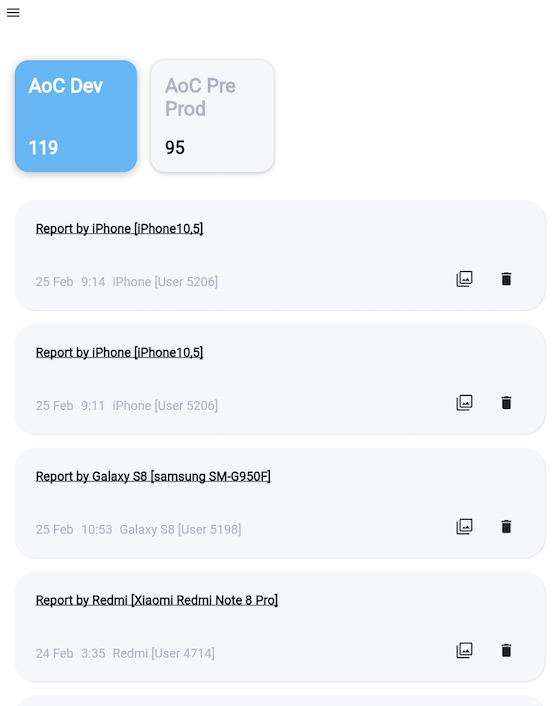 AoC Dev
119
AoC Pre
Prod
95
Report by iPhone [iPhone10,5]
25 Feb 9:14 iPhone [User 5206]
Report by iPhone [iPhone10,5]
25 Feb 9:11 iPhone [User 5206]
Report by Galaxy S8 [samsung SM-G950F]
25 Feb 10:53 Galaxy S8 [User 5198]
Report by Redmi [Xiaomi Redmi Note 8 Pro]
24 Feb 3:35 Redmi [User 4714]